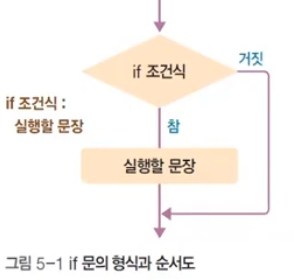 if 조건식
거짓
if 조건식 :
실행할 문장
참
실행할 문장
그림 5-1 if 문의 형식과 순서도